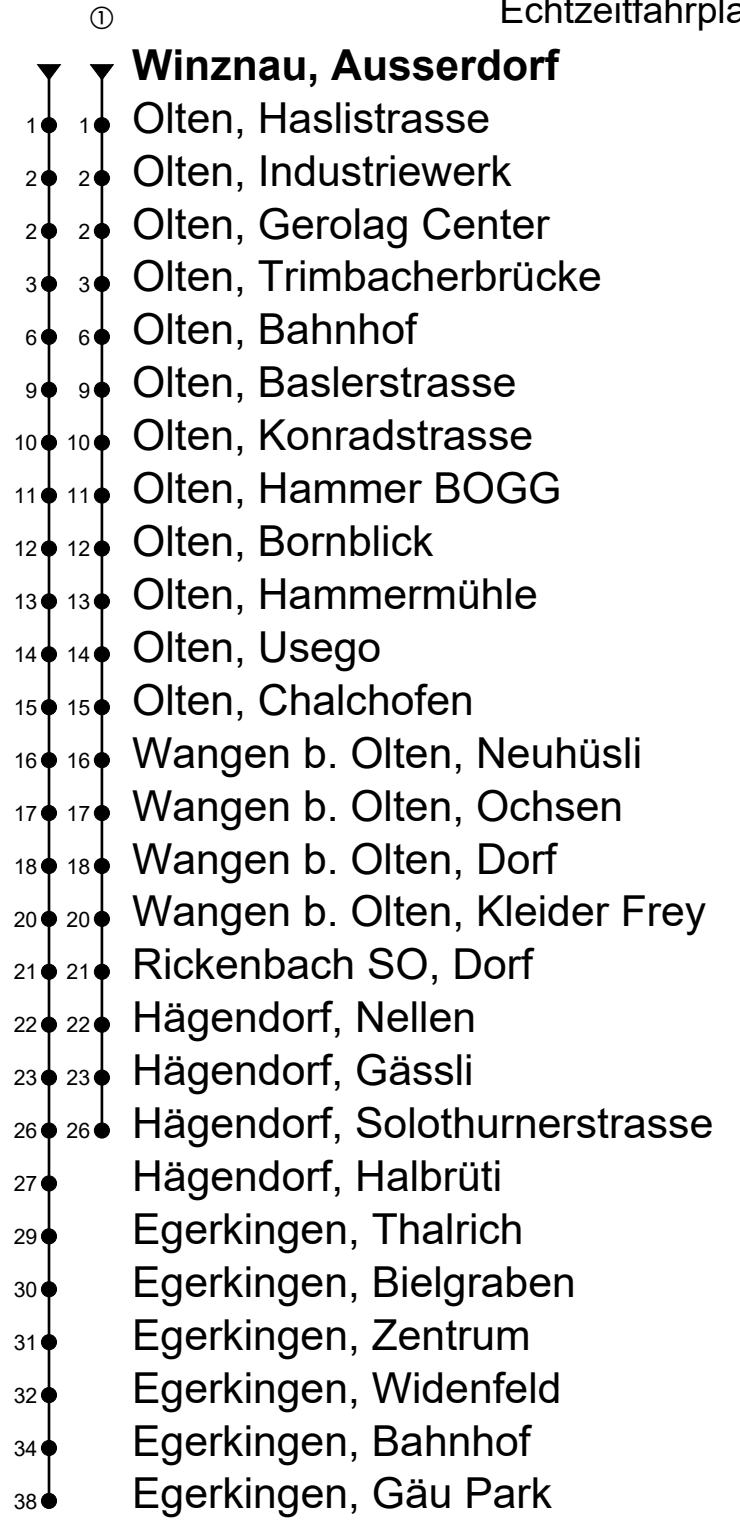 ① Echtzeitfahrpla
Winznau, Ausserdorf
1 1 Olten, Haslistrasse
2 2 Olten, Industriewerk
2 2 Olten, Gerolag Center
3 3 Olten, Trimbacherbrücke
6 6 Olten, Bahnhof
9 9 Olten, Baslerstrasse
10 10 Olten, Konradstrasse
11 11 Olten, Hammer BOGG
12 12 Olten, Bornblick
13 13 Olten, Hammermühle
14 14 Olten, Usego
15 15 Olten, Chalchofen
16 16 Wangen b. Olten, Neuhüsli
17 17 Wangen b. Olten, Ochsen
18 18 Wangen b. Olten, Dorf
20 20 Wangen b. Olten, Kleider Frey
21 21 Rickenbach SO, Dorf
22 22 Hägendorf, Nellen
23 23 Hägendorf, Gässli
26 26 Hägendorf, Solothurnerstrasse
27 Hägendorf, Halbrüti
29 Egerkingen, Thalrich
30 Egerkingen, Bielgraben
31 Egerkingen, Zentrum
32 Egerkingen, Widenfeld
34 Egerkingen, Bahnhof
38 Egerkingen, Gäu Park